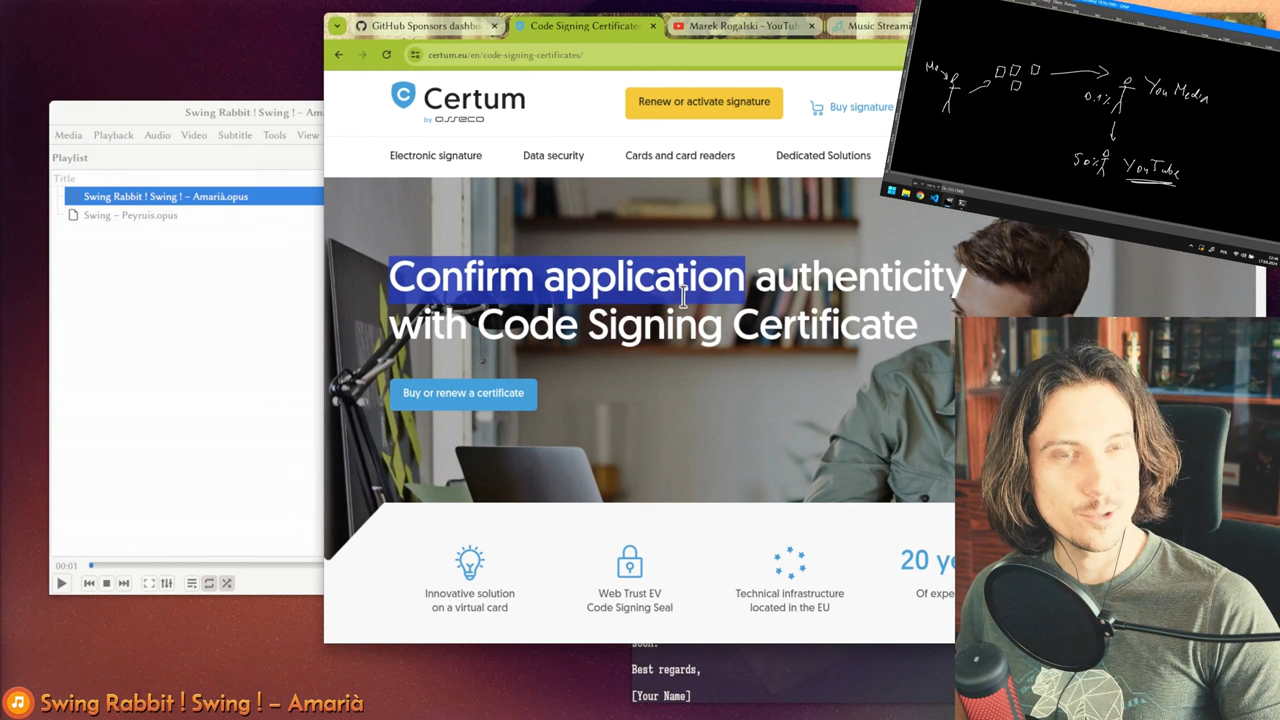 GitHub Sponsors dashbo
Code Signing Certificates
Marek Rogalski - YouTub
Music Streami
certum.eu/en/code-signing-certificates/
Certum
by asseco
Renew or activate signature
Buy signature
Electronic signature
Data security
Cards and card readers
Dedicated Solutions
Confirm application authenticity
with Code Signing Certificate
Buy or renew a certificate
Innovative solution
on a virtual card
Web Trust EV
Code Signing Seal
Technical infrastructure
located in the EU
20 ye
Of expe
Swing Rabbit ! Swing ! – Am
Media
Playback
Audio
Video
Subtitle
Tools
View
Playlist
Title
Swing Rabbit ! Swing ! – Amarià.opus
Swing – Peyruis.opus
00:01
0.1%
You Media
50%
YouTube
Best regards,
[Your Name]
Swing Rabbit ! Swing ! – Amarià